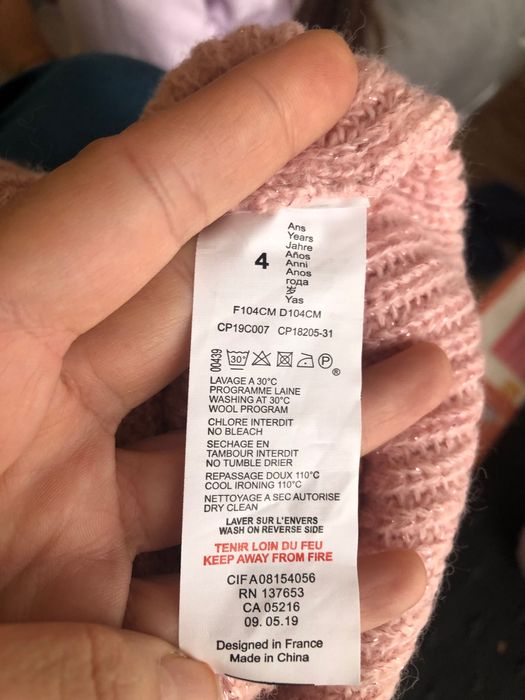 4
Ans
Years
Jahre
Años
Anni
Anos
года
岁
Yas
F104CM D104CM
CP19C007 CP18205-31
00439
30°
P
®
LAVAGE A 30°C
PROGRAMME LAINE
WASHING AT 30°C
WOOL PROGRAM
CHLORE INTERDIT
NO BLEACH
SECHAGE EN
TAMBOUR INTERDIT
NO TUMBLE DRIER
REPASSAGE DOUX 110°C
COOL IRONING 110°C
NETTOYAGE A SEC AUTORISE
DRY CLEAN
LAVER SUR L'ENVERS
WASH ON REVERSE SIDE
TENIR LOIN DU FEU
KEEP AWAY FROM FIRE
CIFA08154056
RN 137653
CA 05216
09. 05.19
Designed in France
Made in China